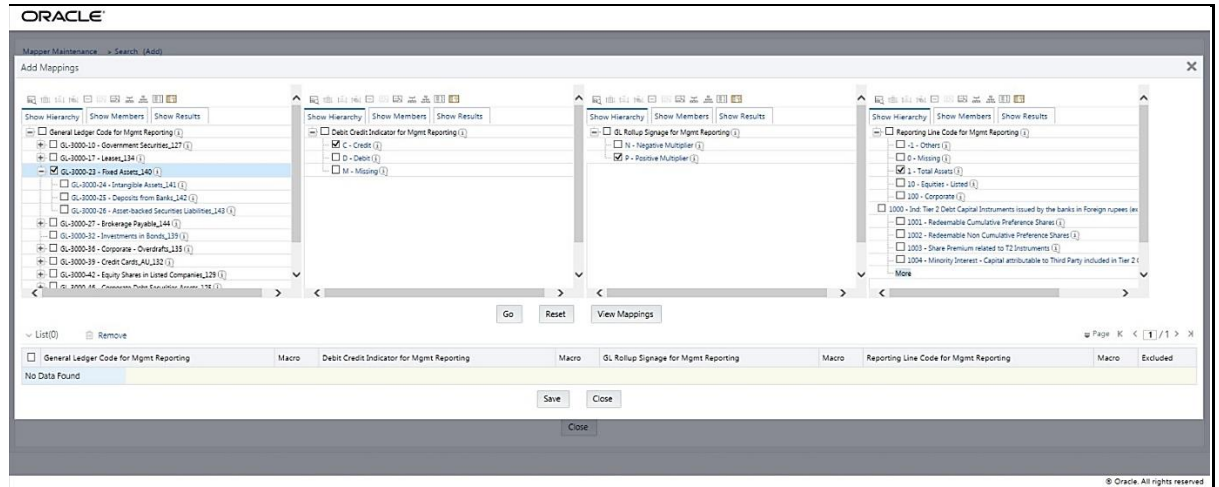 ORACLE
Mapper Maintenance » Search (Add)
Add Mappings
Show Hierarchy Show Members Show Results
General Ledger Code for Mgmt Reporting
GL-3000-10 - Government Securities_127
GL-3000-17 - Leases_134
GL-3000-23 - Fixed Assets_140
GL-3000-24 - Intangible Assets_141
GL-3000-25 - Deposits from Banks_142
GL-3000-26 - Asset-backed Securities Liabilities_143
GL-3000-27 - Brokerage Payable_144
GL-3000-32 - Investments in Bonds_139
GL-3000-36 - Corporate - Overdrafts_135
GL-3000-39 - Credit Cards_AU_132
GL-3000-42 - Equity Shares in Listed Companies_129
GL-3000-46 - Corporate Debt Securities Assets
Show Hierarchy Show Members Show Results
Debit Credit Indicator for Mgmt Reporting
C - Credit
D - Debit
M - Missing
Show Hierarchy Show Members Show Results
GL Rollup Signage for Mgmt Reporting
N - Negative Multiplier
P - Positive Multiplier
Show Hierarchy Show Members Show Results
Reporting Line Code for Mgmt Reporting
-1 - Others
0 - Missing
1 - Total Assets
10 - Equities - Listed
100 - Corporate
1000 - Ind: Tier 2 Debt Capital Instruments issued by the banks in Foreign rupees (ex
1001 - Redeemable Cumulative Preference Shares
1002 - Redeemable Non Cumulative Preference Shares
1003 - Share Premium related to T2 Instruments
1004 - Minority Interest - Capital attributable to Third Party included in Tier 2
More
Go Reset View Mappings
List(0) Remove
Page 1 / 1
General Ledger Code for Mgmt Reporting Macro Debit Credit Indicator for Mgmt Reporting Macro GL Rollup Signage for Mgmt Reporting Macro Reporting Line Code for Mgmt Reporting Macro Excluded
No Data Found
Save Close
Close
® Oracle. All rights reserved